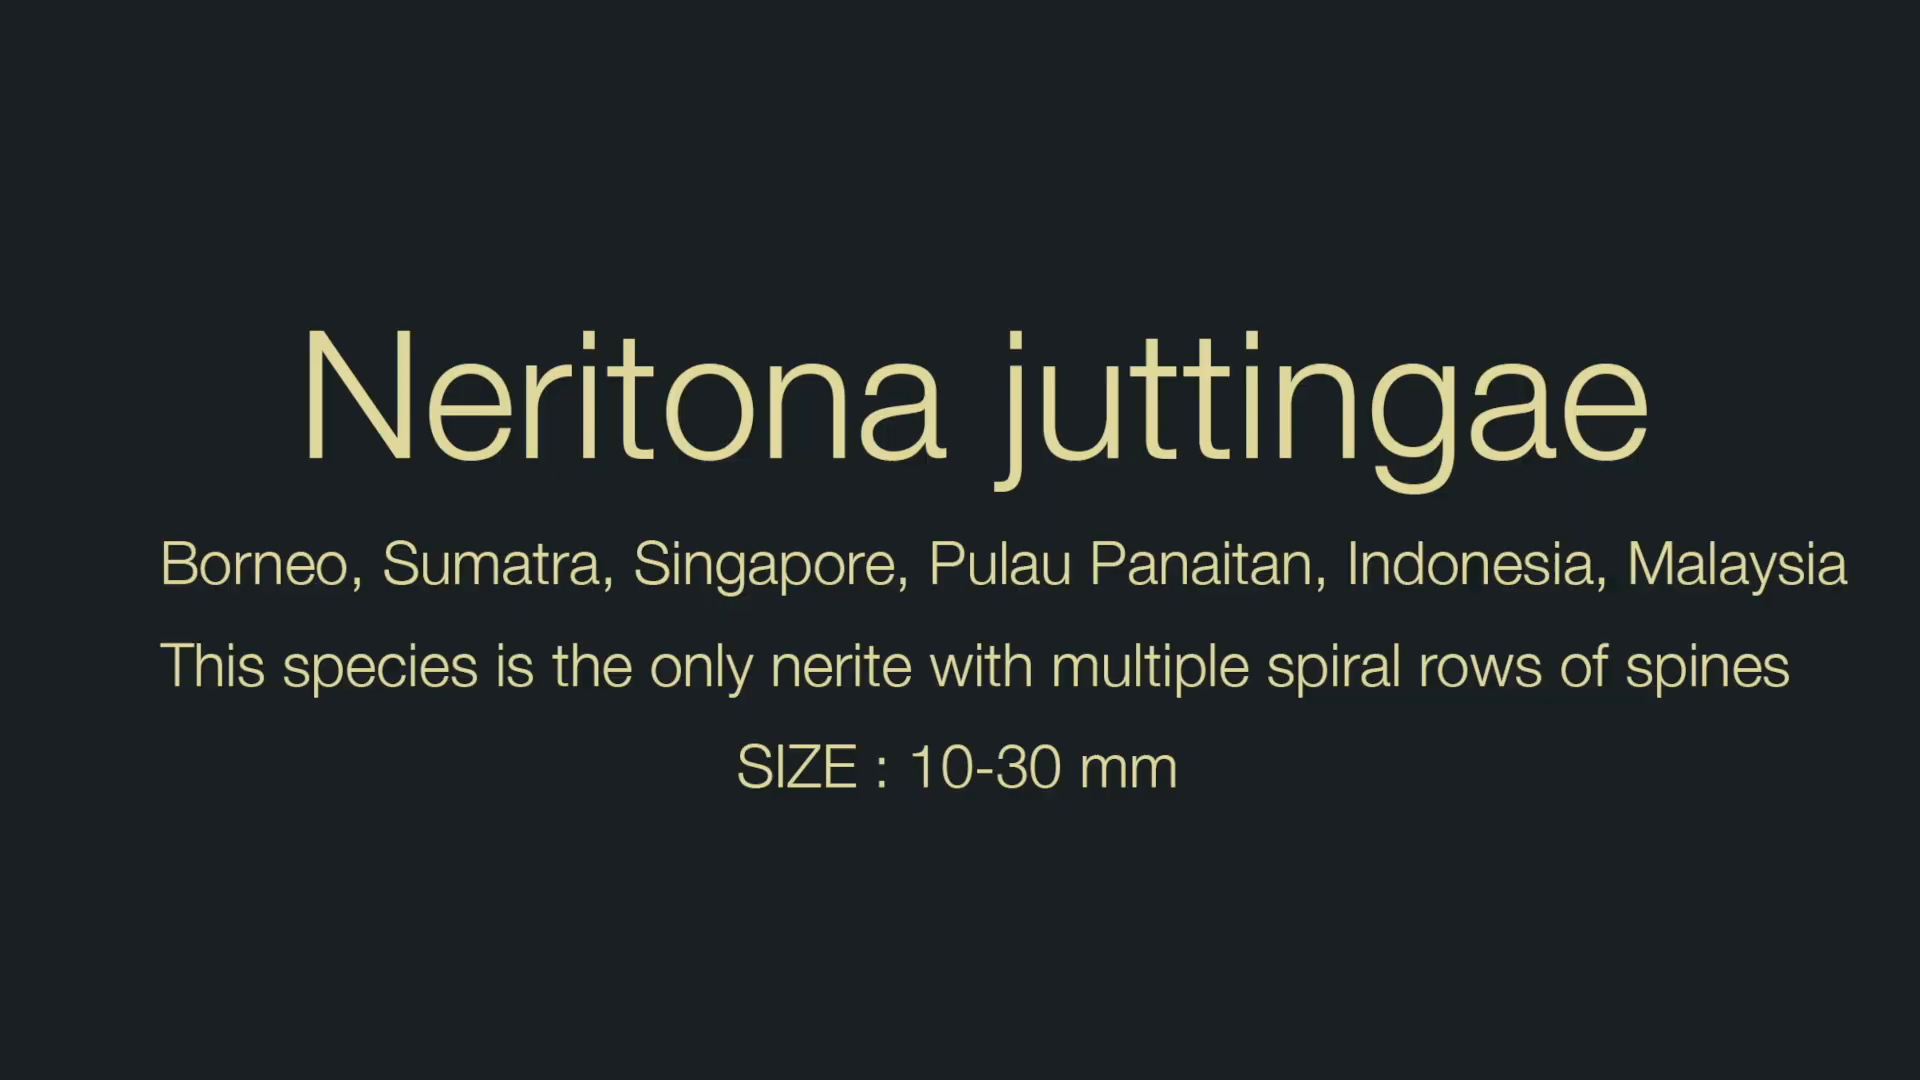 Neritona juttingae
Borneo, Sumatra, Singapore, Pulau Panaitan, Indonesia, Malaysia
This species is the only nerite with multiple spiral rows of spines
SIZE : 10-30 mm